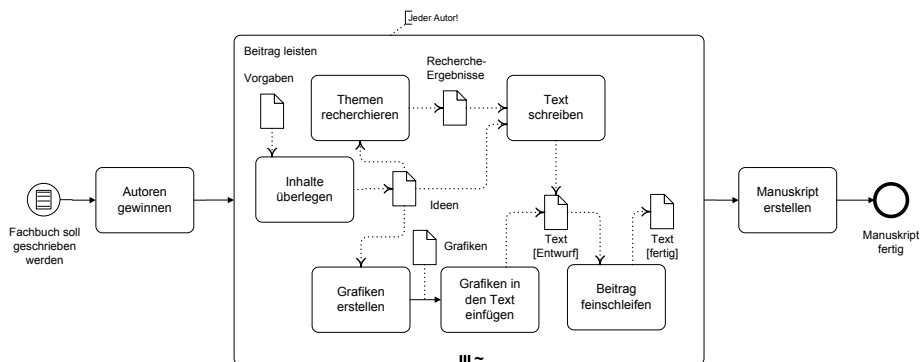 Jeder Autor!
Beitrag leisten
Vorgaben
Themen
recherchieren
Recherche-
Ergebnisse
Text
schreiben
Inhalte
überlegen
Ideen
Autoren
gewinnen
Fachbuch soll
geschrieben
werden
Grafiken
Grafiken
erstellen
Grafiken in
den Text
einfügen
Text
[Entwurf]
Text
[fertig]
Beitrag
feinschleifen
Manuskript
erstellen
Manuskript
fertig